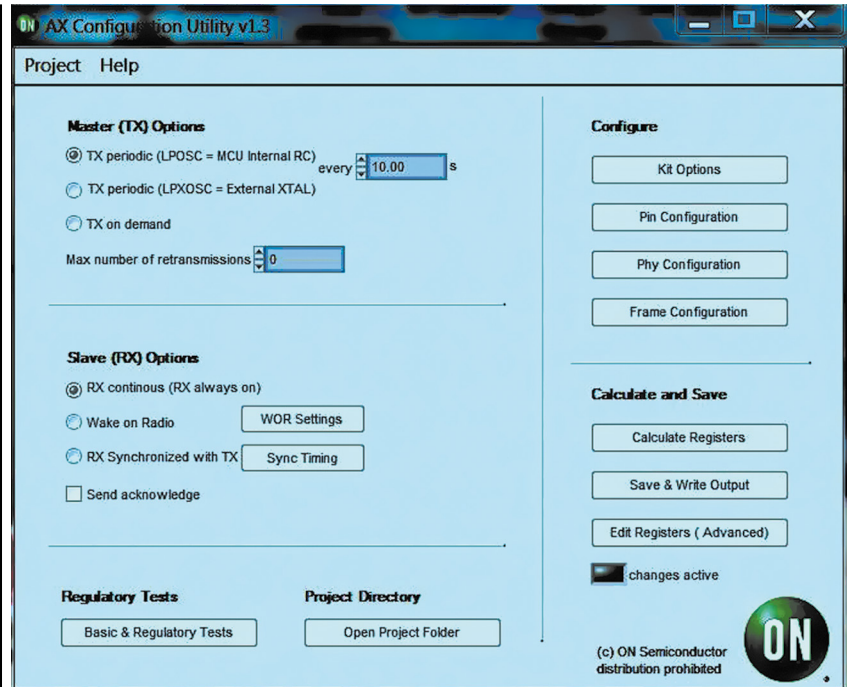 ON AX Configuration Utility v1.3
Project Help
Master (TX) Options
TX periodic (LPOSC = MCU Internal RC)
every 10.00 s
TX periodic (LPXOSC = External XTAL)
TX on demand
Max number of retransmissions 0
Slave (RX) Options
RX continous (RX always on)
Wake on Radio WOR Settings
RX Synchronized with TX Sync Timing
Send acknowledge
Regulatory Tests
Basic & Regulatory Tests
Project Directory
Open Project Folder
Configure
Kit Options
Pin Configuration
Phy Configuration
Frame Configuration
Calculate and Save
Calculate Registers
Save & Write Output
Edit Registers ( Advanced)
changes active
(c) ON Semiconductor
distribution prohibited
ON